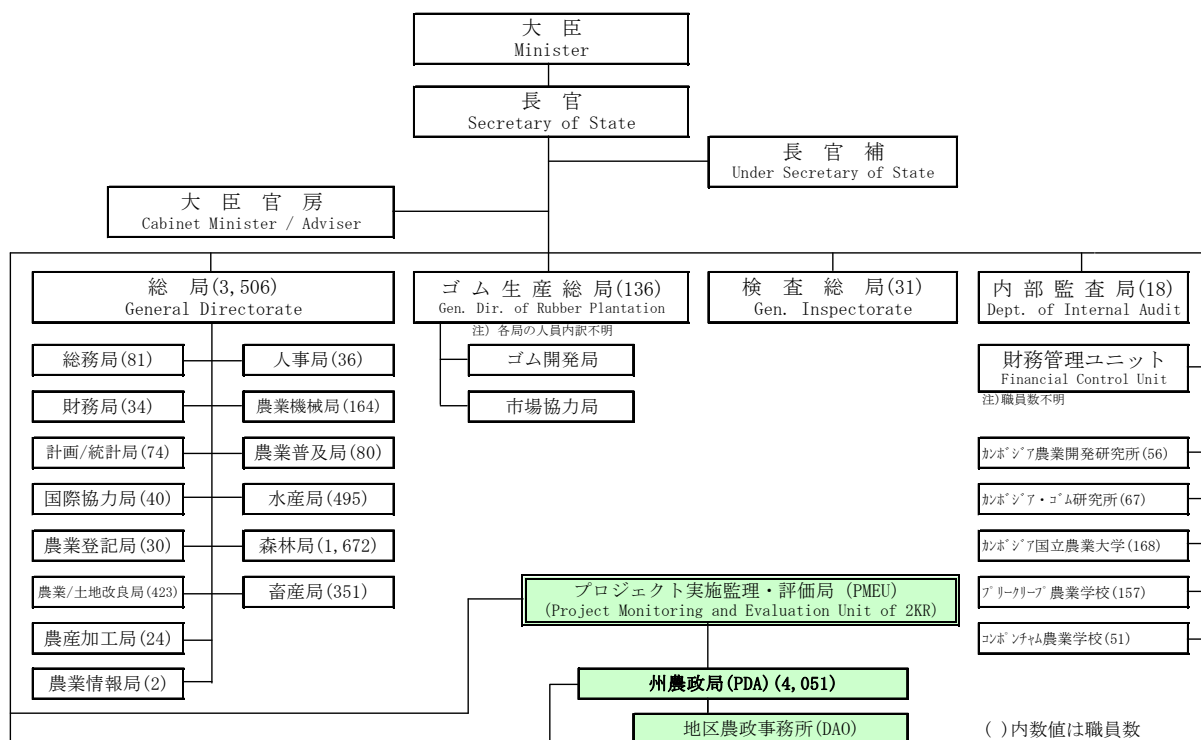 大 臣
Minister
長 官
Secretary of State
長 官 補
Under Secretary of State
大 臣 官 房
Cabinet Minister / Adviser
総 局(3,506)
General Directorate
ゴ ム 生 産 総 局(136)
Gen. Dir. of Rubber Plantation
注) 各局の人員内訳不明
検 査 総 局(31)
Gen. Inspectorate
内 部 監 査 局(18)
Dept. of Internal Audit
総務局(81)
人事局(36)
財務局(34)
農業機械局(164)
計画/統計局(74)
農業普及局(80)
国際協力局(40)
水産局(495)
農業登記局(30)
森林局(1,672)
農業/土地改良局(423)
畜産局(351)
農産加工局(24)
農業情報局(2)
ゴム開発局
市場協力局
財務管理ユニット
Financial Control Unit
注)職員数不明
ｶﾝﾎﾞｼﾞｱ農業開発研究所(56)
ｶﾝﾎﾞｼﾞｱ・ｺﾞﾑ研究所(67)
ｶﾝﾎﾞｼﾞｱ国立農業大学(168)
ﾌﾟﾘｰｸﾘｰﾌﾟ農業学校(157)
ｺﾝﾎﾟﾝﾁｬﾑ農業学校(51)
プロジェクト実施監理・評価局 (PMEU)
(Project Monitoring and Evaluation Unit of 2KR)
州農政局(PDA)(4,051)
地区農政事務所(DAO)
( )内数値は職員数